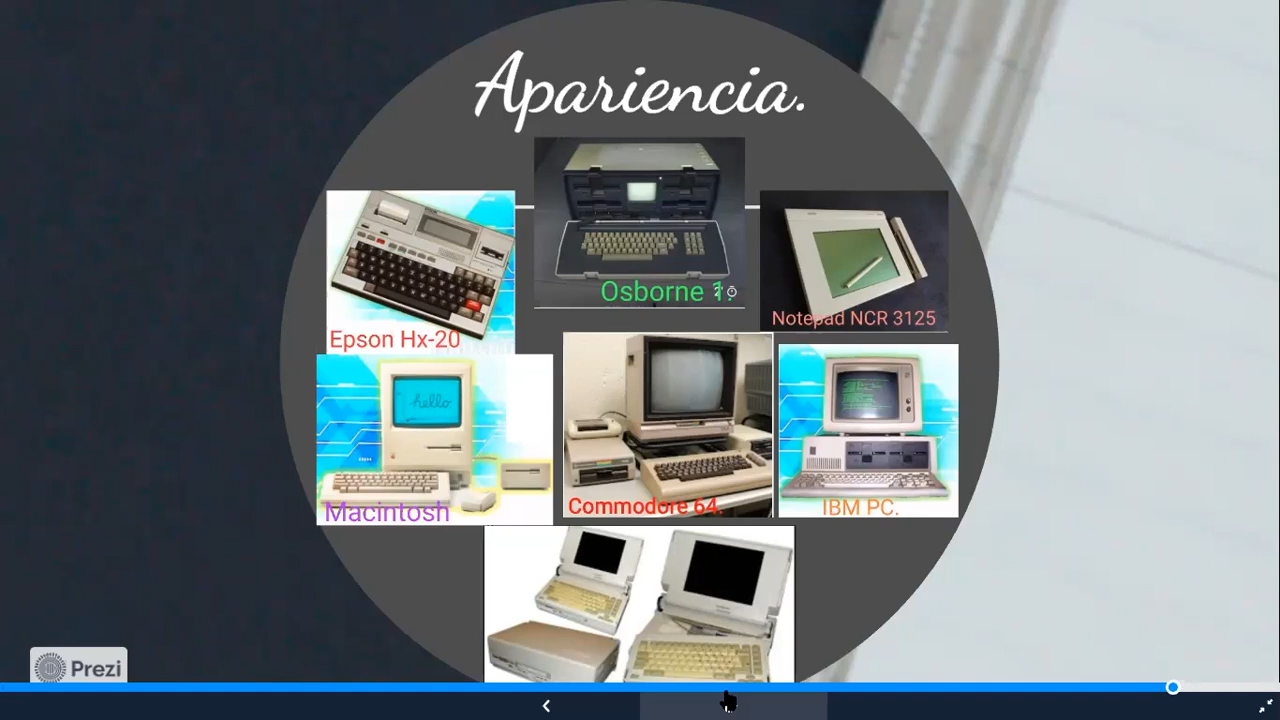 Apariencia.
Osborne 1.
Epson Hx-20
Notepad NCR 3125
hello
Macintosh
Commodore 64.
IBM PC.
Prezi